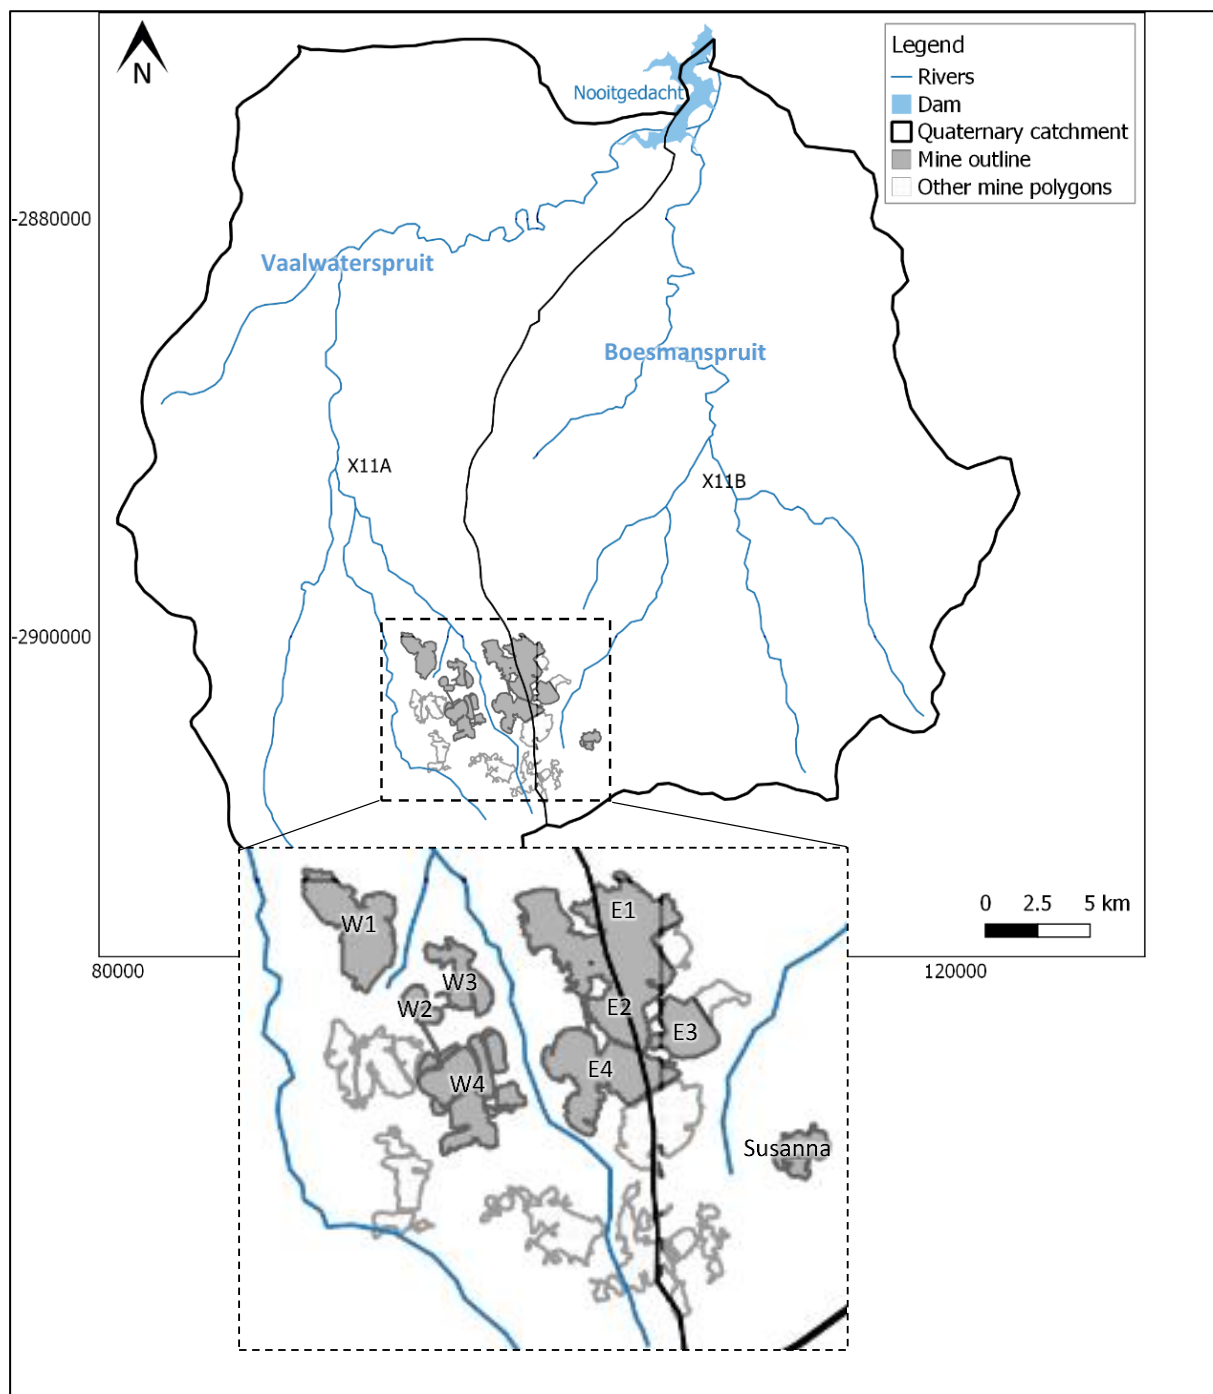 N
Nooitgedacht
Legend
Rivers
Dam
Quaternary catchment
Mine outline
Other mine polygons
-2880000
Vaalwaterspruit
Boesmanspruit
X11A
X11B
-2900000
0 2.5 5 km
80000
120000
W1
E1
W3
W2
E2
E3
E4
W4
Susanna